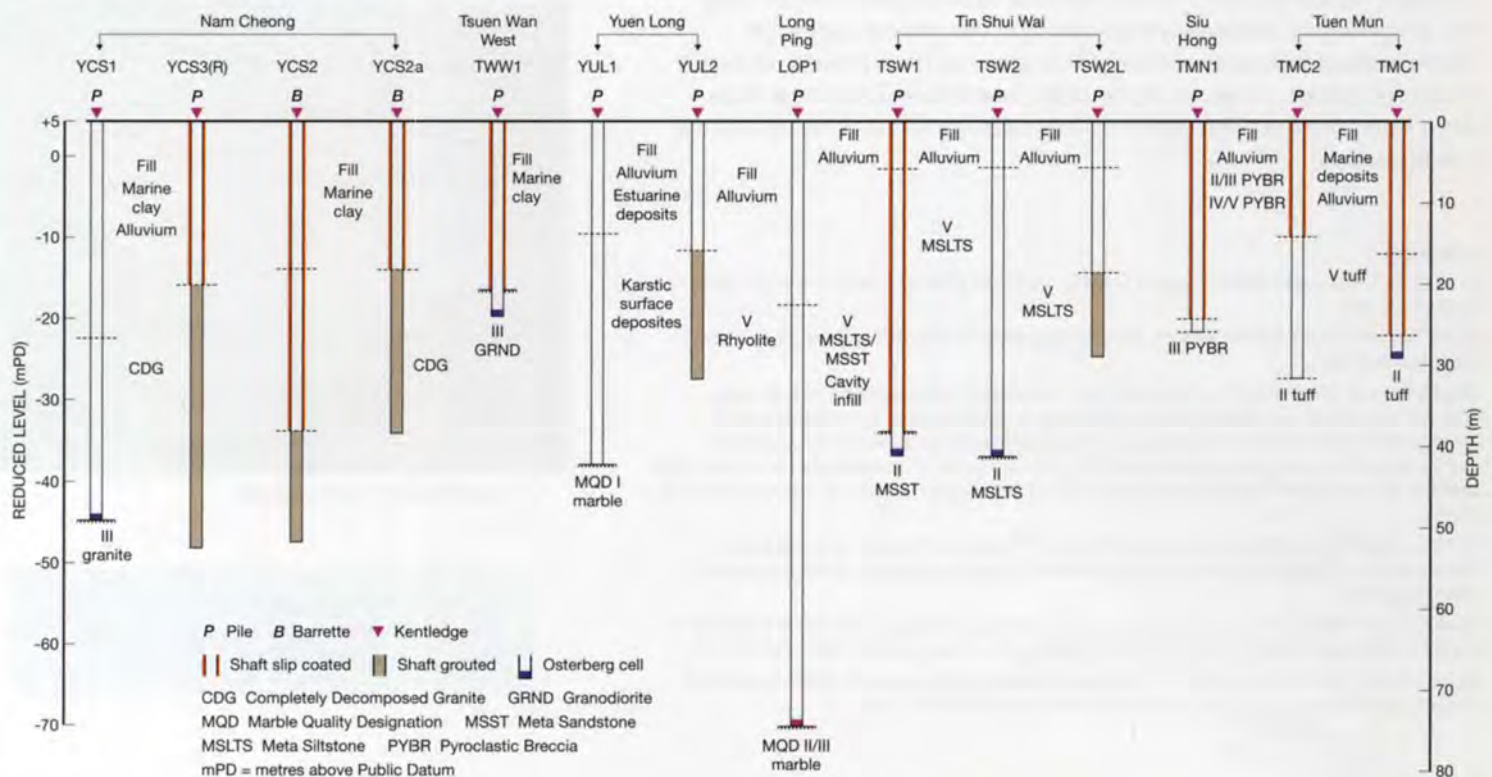 Nam Cheong
Tsuen Wan
West
Yuen Long
Long
Ping
Tin Shui Wai
Siu
Hong
Tuen Mun
YCS1 YCS3(R) YCS2 YCS2a TWW1 YUL1 YUL2 LOP1 TSW1 TSW2 TSW2L TMN1 TMC2 TMC1
P P B B P P P P P P P P P P
+5
0
-10
-20
-30
-40
-50
-60
-70
REDUCED LEVEL (mPD)
Fill
Marine
clay
Alluvium
CDG
III
granite
Fill
Marine
clay
CDG
Fill
Marine
clay
III
GRND
Fill
Alluvium
Estuarine
deposits
Karstic
surface
deposites
MQD I
marble
Fill
Alluvium
V
Rhyolite
MQD II/III
marble
Fill
Alluvium
V
MSLTS/
MSST
Cavity
infill
II
MSST
Fill
Alluvium
V
MSLTS
II
MSLTS
Fill
Alluvium
V
MSLTS
III PYBR
Fill
Alluvium
II/III PYBR
IV/V PYBR
II tuff
Fill
Marine
deposits
Alluvium
V tuff
II
tuff
0
10
20
30
40
50
60
70
80
DEPTH (m)
P Pile B Barrette Kentledge
Shaft slip coated Shaft grouted Osterberg cell
CDG Completely Decomposed Granite GRND Granodiorite
MQD Marble Quality Designation MSST Meta Sandstone
MSLTS Meta Siltstone PYBR Pyroclastic Breccia
mPD = metres above Public Datum